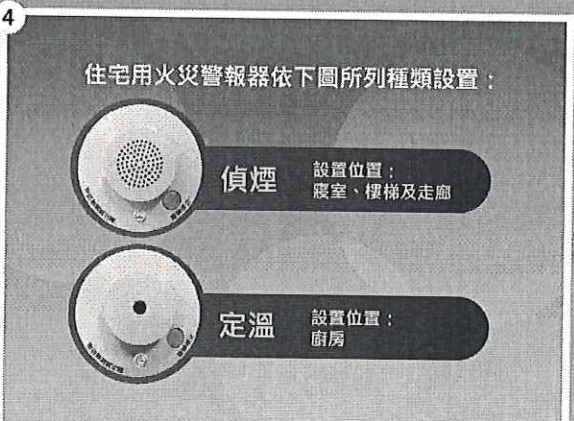 4
住宅用火災警報器依下圖所列種類設置：
偵煙
設置位置：
寢室、樓梯及走廊
定溫
設置位置：
廚房